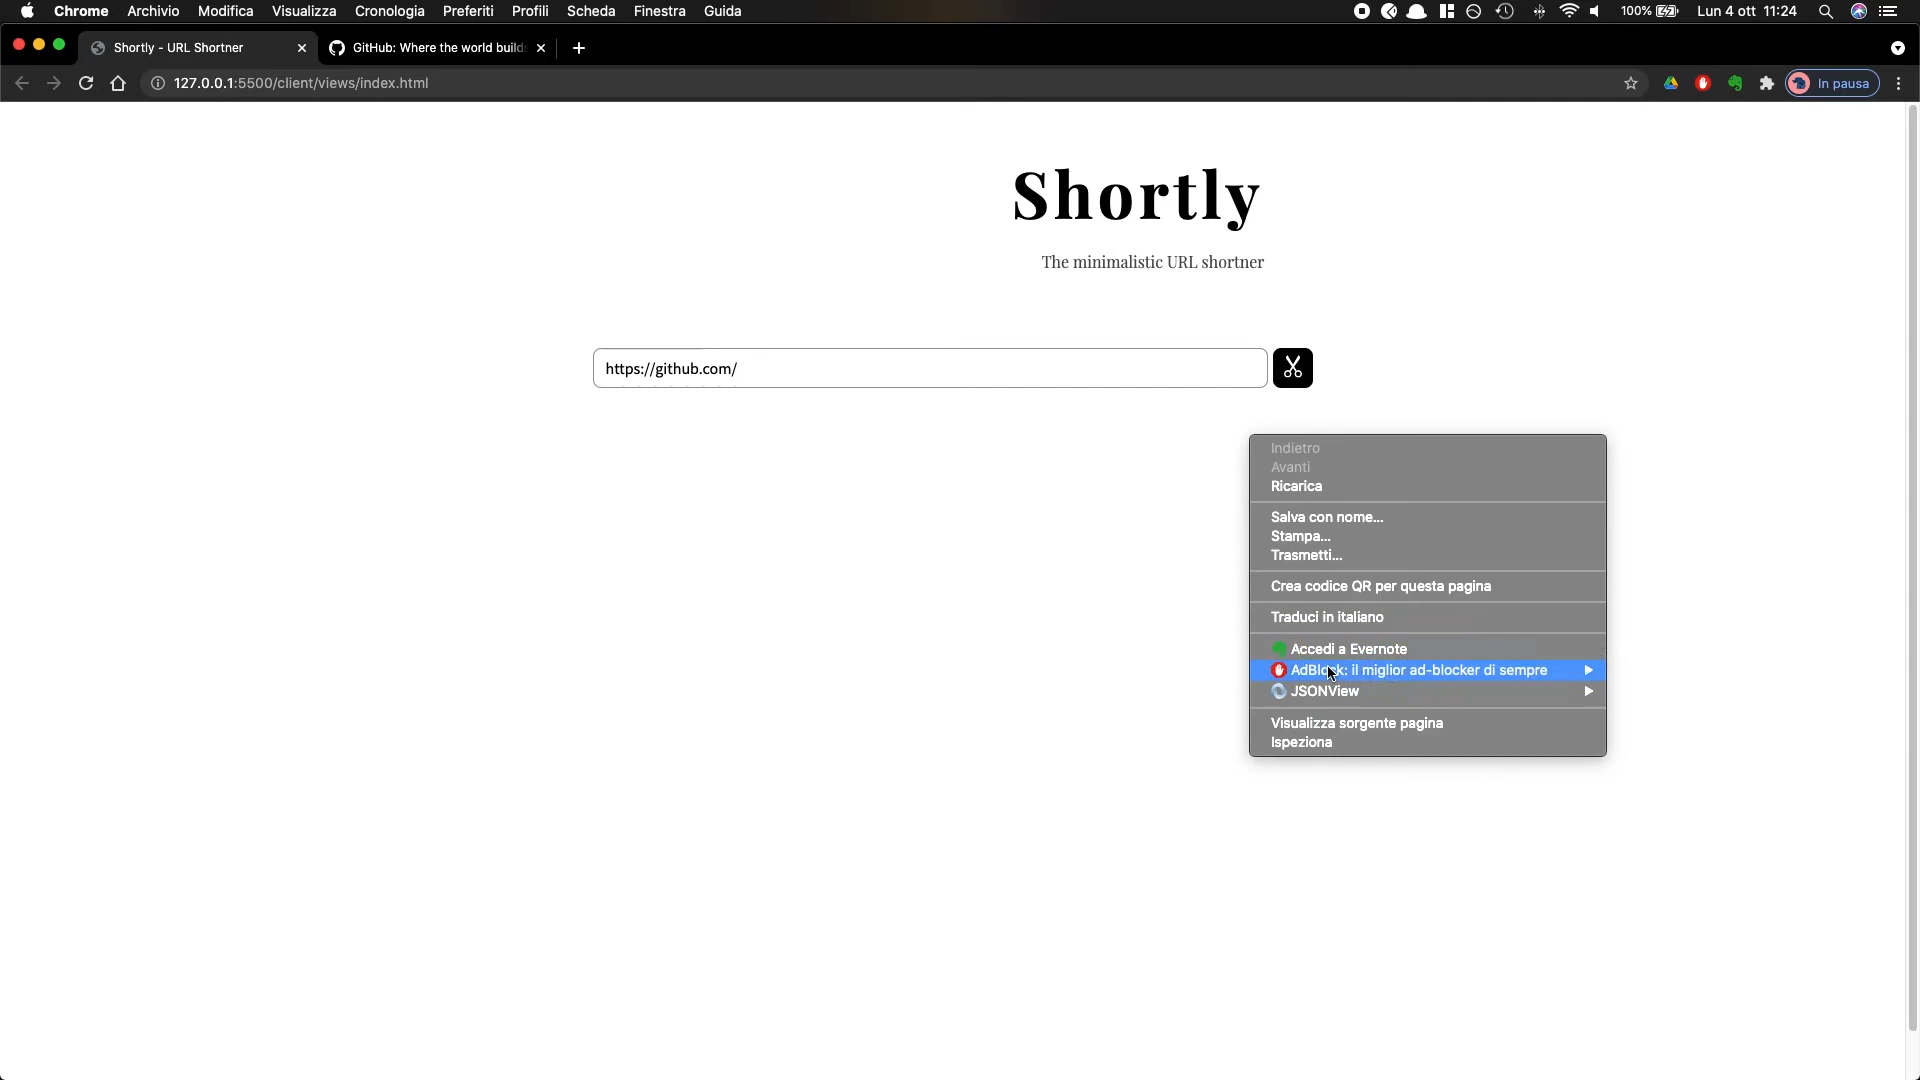 Chrome Archivio Modifica Visualizza Cronologia Preferiti Profili Scheda Finestra Guida 100% Lun 4 ott 11:24
Shortly - URL Shortner GitHub: Where the world builds
127.0.0.1:5500/client/views/index.html In pausa
Shortly
The minimalistic URL shortner
https://github.com/
Indietro
Avanti
Ricarica
Salva con nome...
Stampa...
Trasmetti...
Crea codice QR per questa pagina
Traduci in italiano
Accedi a Evernote
AdBlock: il miglior ad-blocker di sempre
JSONView
Visualizza sorgente pagina
Ispeziona